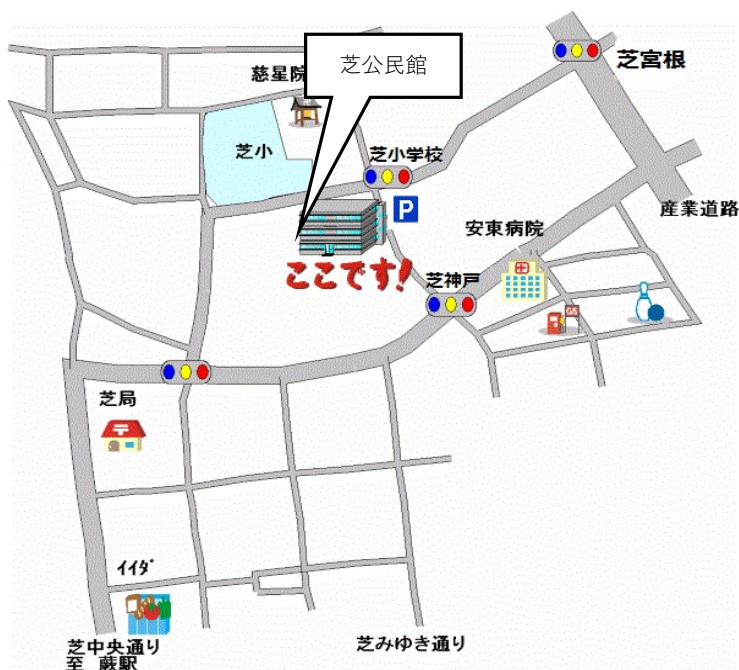 芝公民館
芝宮根
慈星院
芝小
芝小学校
P
産業道路
安東病院
ここです!
芝神戸
GS
芝局
〒
イイダ
芝中央通り
至 蕨駅
芝みゆき通り